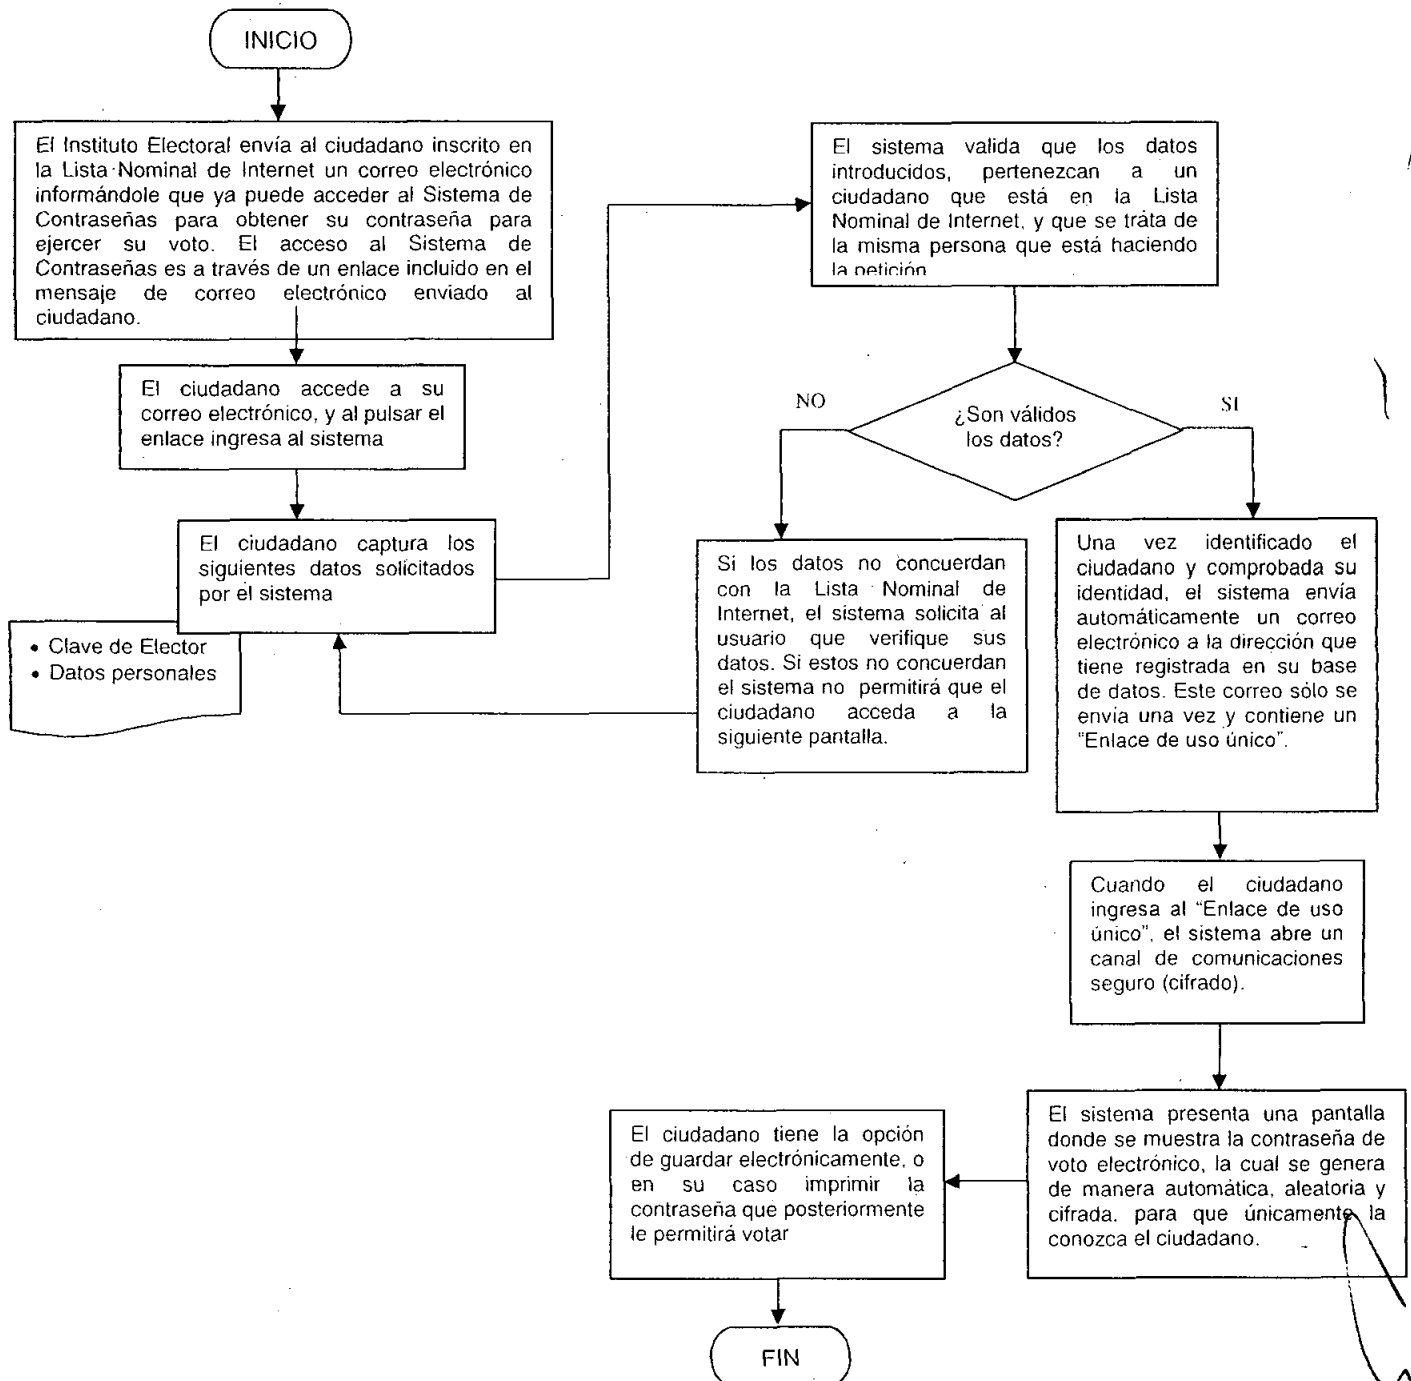 INICIO
El Instituto Electoral envía al ciudadano inscrito en
la Lista Nominal de Internet un correo electrónico
informándole que ya puede acceder al Sistema de
Contraseñas para obtener su contraseña para
ejercer su voto. El acceso al Sistema de
Contraseñas es a través de un enlace incluido en el
mensaje de correo electrónico enviado al
ciudadano.
El ciudadano accede a su
correo electrónico, y al pulsar el
enlace ingresa al sistema
El ciudadano captura los
siguientes datos solicitados
por el sistema
• Clave de Elector
• Datos personales
El sistema valida que los datos
introducidos, pertenezcan a un
ciudadano que está en la Lista
Nominal de Internet, y que se trata de
la misma persona que está haciendo
la petición
¿Son válidos
los datos?
NO
SI
Si los datos no concuerdan
con la Lista Nominal de
Internet, el sistema solicita al
usuario que verifique sus
datos. Si estos no concuerdan
el sistema no permitirá que el
ciudadano acceda a la
siguiente pantalla.
Una vez identificado el
ciudadano y comprobada su
identidad, el sistema envía
automáticamente un correo
electrónico a la dirección que
tiene registrada en su base
de datos. Este correo sólo se
envía una vez y contiene un
"Enlace de uso único".
Cuando el ciudadano
ingresa al "Enlace de uso
único", el sistema abre un
canal de comunicaciones
seguro (cifrado).
El sistema presenta una pantalla
donde se muestra la contraseña de
voto electrónico, la cual se genera
de manera automática, aleatoria y
cifrada. para que únicamente la
conozca el ciudadano.
El ciudadano tiene la opción
de guardar electrónicamente, o
en su caso imprimir la
contraseña que posteriormente
le permitirá votar
FIN